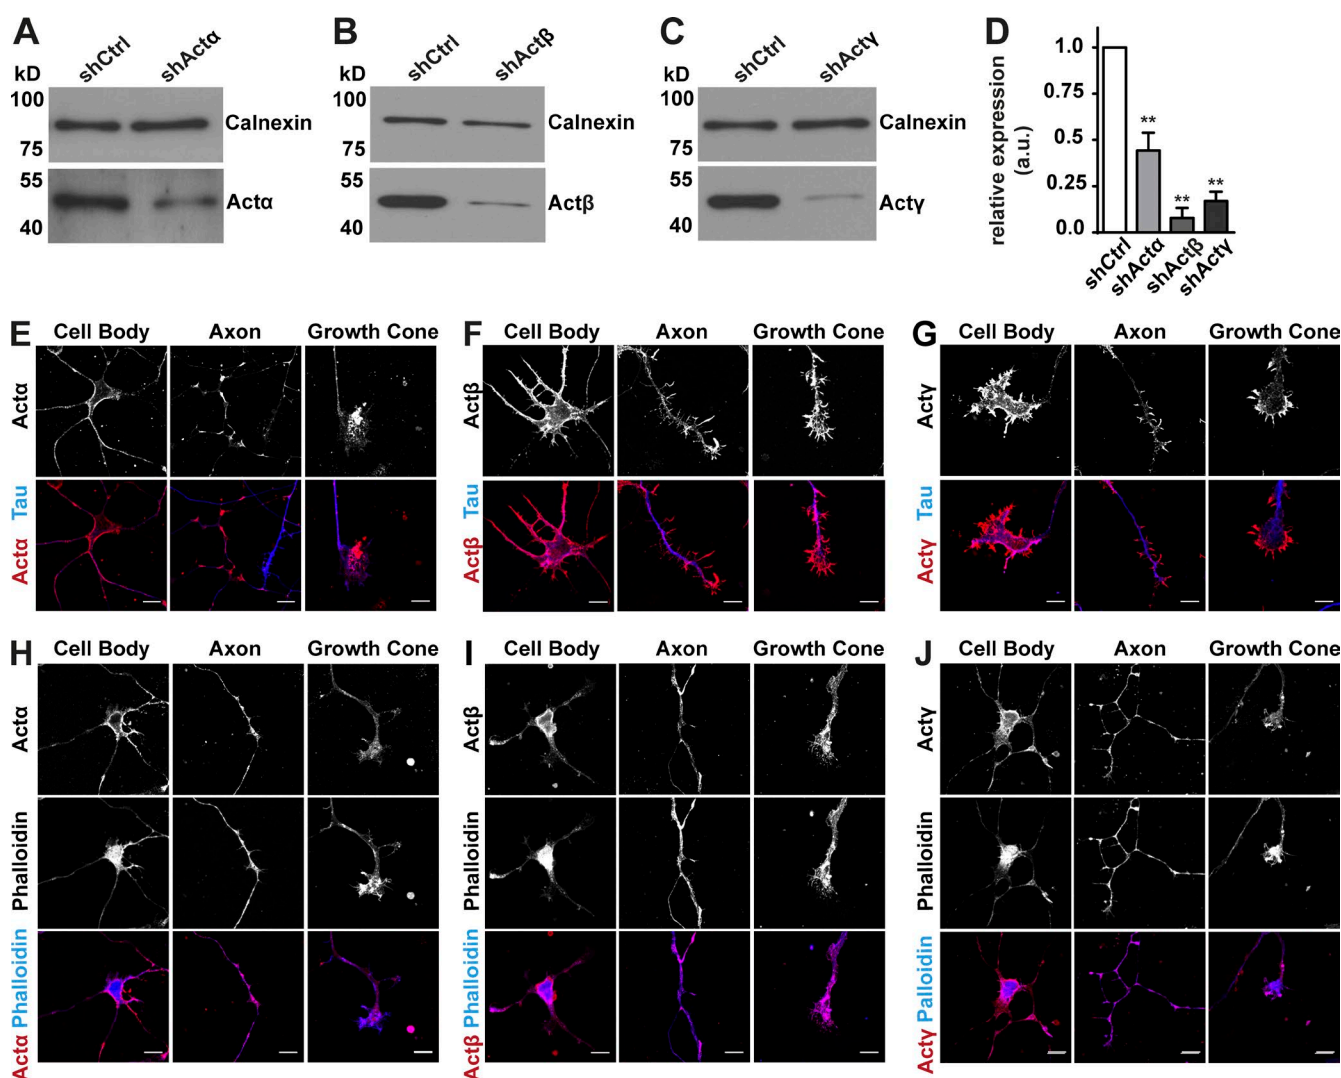 A
shCtrl
shActα
kD
100
75
Calnexin
55
40
Actα
B
shCtrl
shActβ
kD
100
75
Calnexin
55
40
Actβ
C
shCtrl
shActγ
kD
100
75
Calnexin
55
40
Actγ
D
relative expression
(a.u.)
1.0
0.75
0.5
0.25
0.0
**
**
**
shCtrl
shActα
shActβ
shActγ
E
Cell Body
Axon
Growth Cone
Actα
Actα Tau
F
Cell Body
Axon
Growth Cone
Actβ
Actβ Tau
G
Cell Body
Axon
Growth Cone
Actγ
Actγ Tau
H
Cell Body
Axon
Growth Cone
Actα
Phalloidin
Actα Phalloidin
I
Cell Body
Axon
Growth Cone
Actβ
Phalloidin
Actβ Phalloidin
J
Cell Body
Axon
Growth Cone
Actγ
Phalloidin
Actγ Palloidin